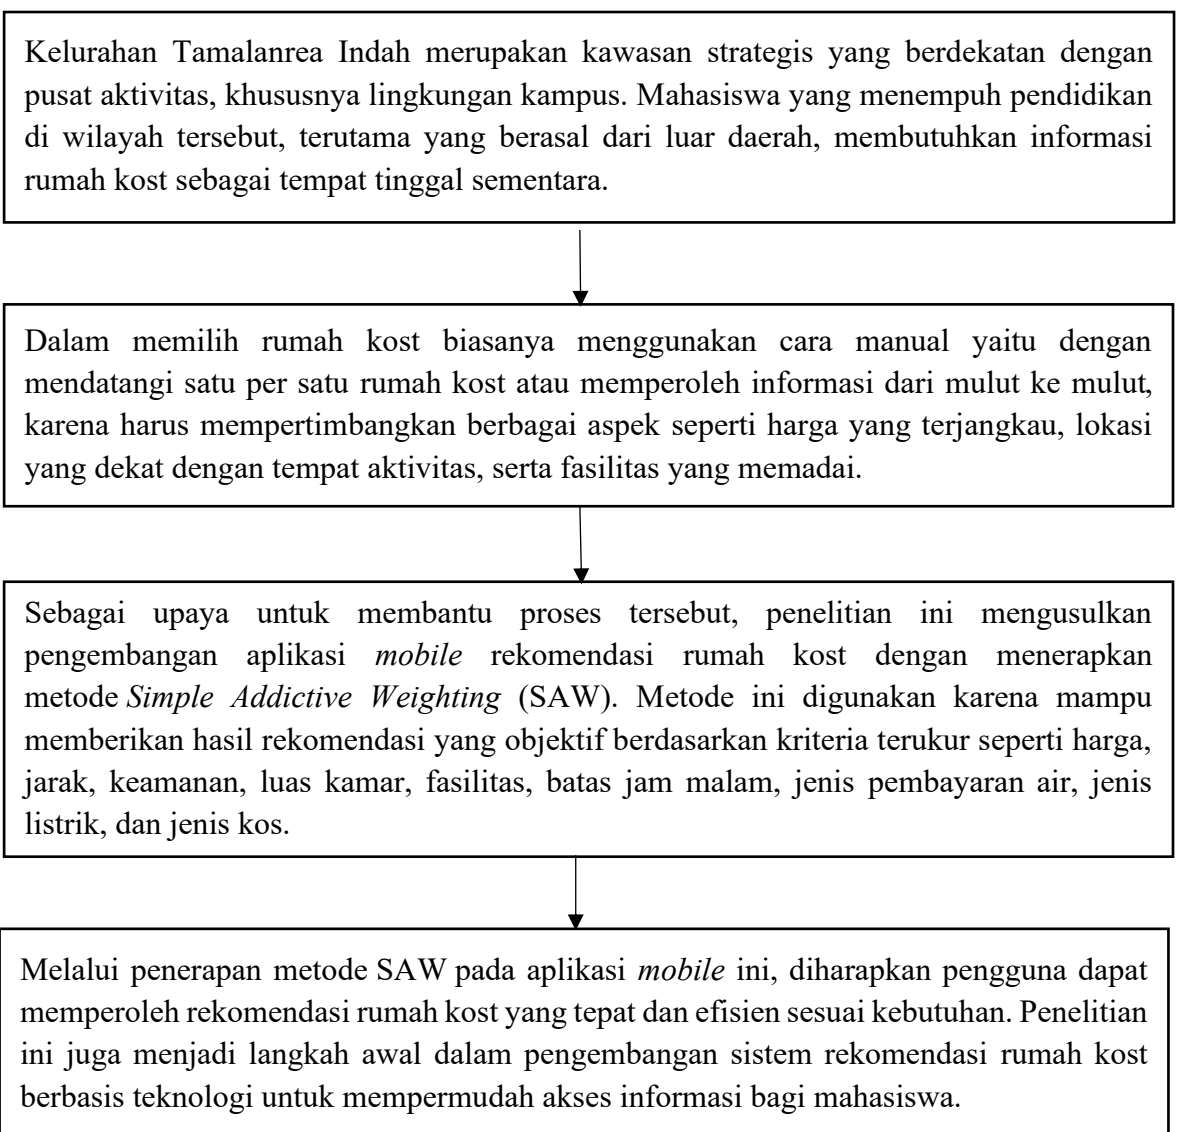 Kelurahan Tamalanrea Indah merupakan kawasan strategis yang berdekatan dengan
pusat aktivitas, khususnya lingkungan kampus. Mahasiswa yang menempuh pendidikan
di wilayah tersebut, terutama yang berasal dari luar daerah, membutuhkan informasi
rumah kost sebagai tempat tinggal sementara.
Dalam memilih rumah kost biasanya menggunakan cara manual yaitu dengan
mendatangi satu per satu rumah kost atau memperoleh informasi dari mulut ke mulut,
karena harus mempertimbangkan berbagai aspek seperti harga yang terjangkau, lokasi
yang dekat dengan tempat aktivitas, serta fasilitas yang memadai.
Sebagai upaya untuk membantu proses tersebut, penelitian ini mengusulkan
pengembangan aplikasi mobile rekomendasi rumah kost dengan menerapkan
metode Simple Addictive Weighting (SAW). Metode ini digunakan karena mampu
memberikan hasil rekomendasi yang objektif berdasarkan kriteria terukur seperti harga,
jarak, keamanan, luas kamar, fasilitas, batas jam malam, jenis pembayaran air, jenis
listrik, dan jenis kos.
Melalui penerapan metode SAW pada aplikasi mobile ini, diharapkan pengguna dapat
memperoleh rekomendasi rumah kost yang tepat dan efisien sesuai kebutuhan. Penelitian
ini juga menjadi langkah awal dalam pengembangan sistem rekomendasi rumah kost
berbasis teknologi untuk mempermudah akses informasi bagi mahasiswa.